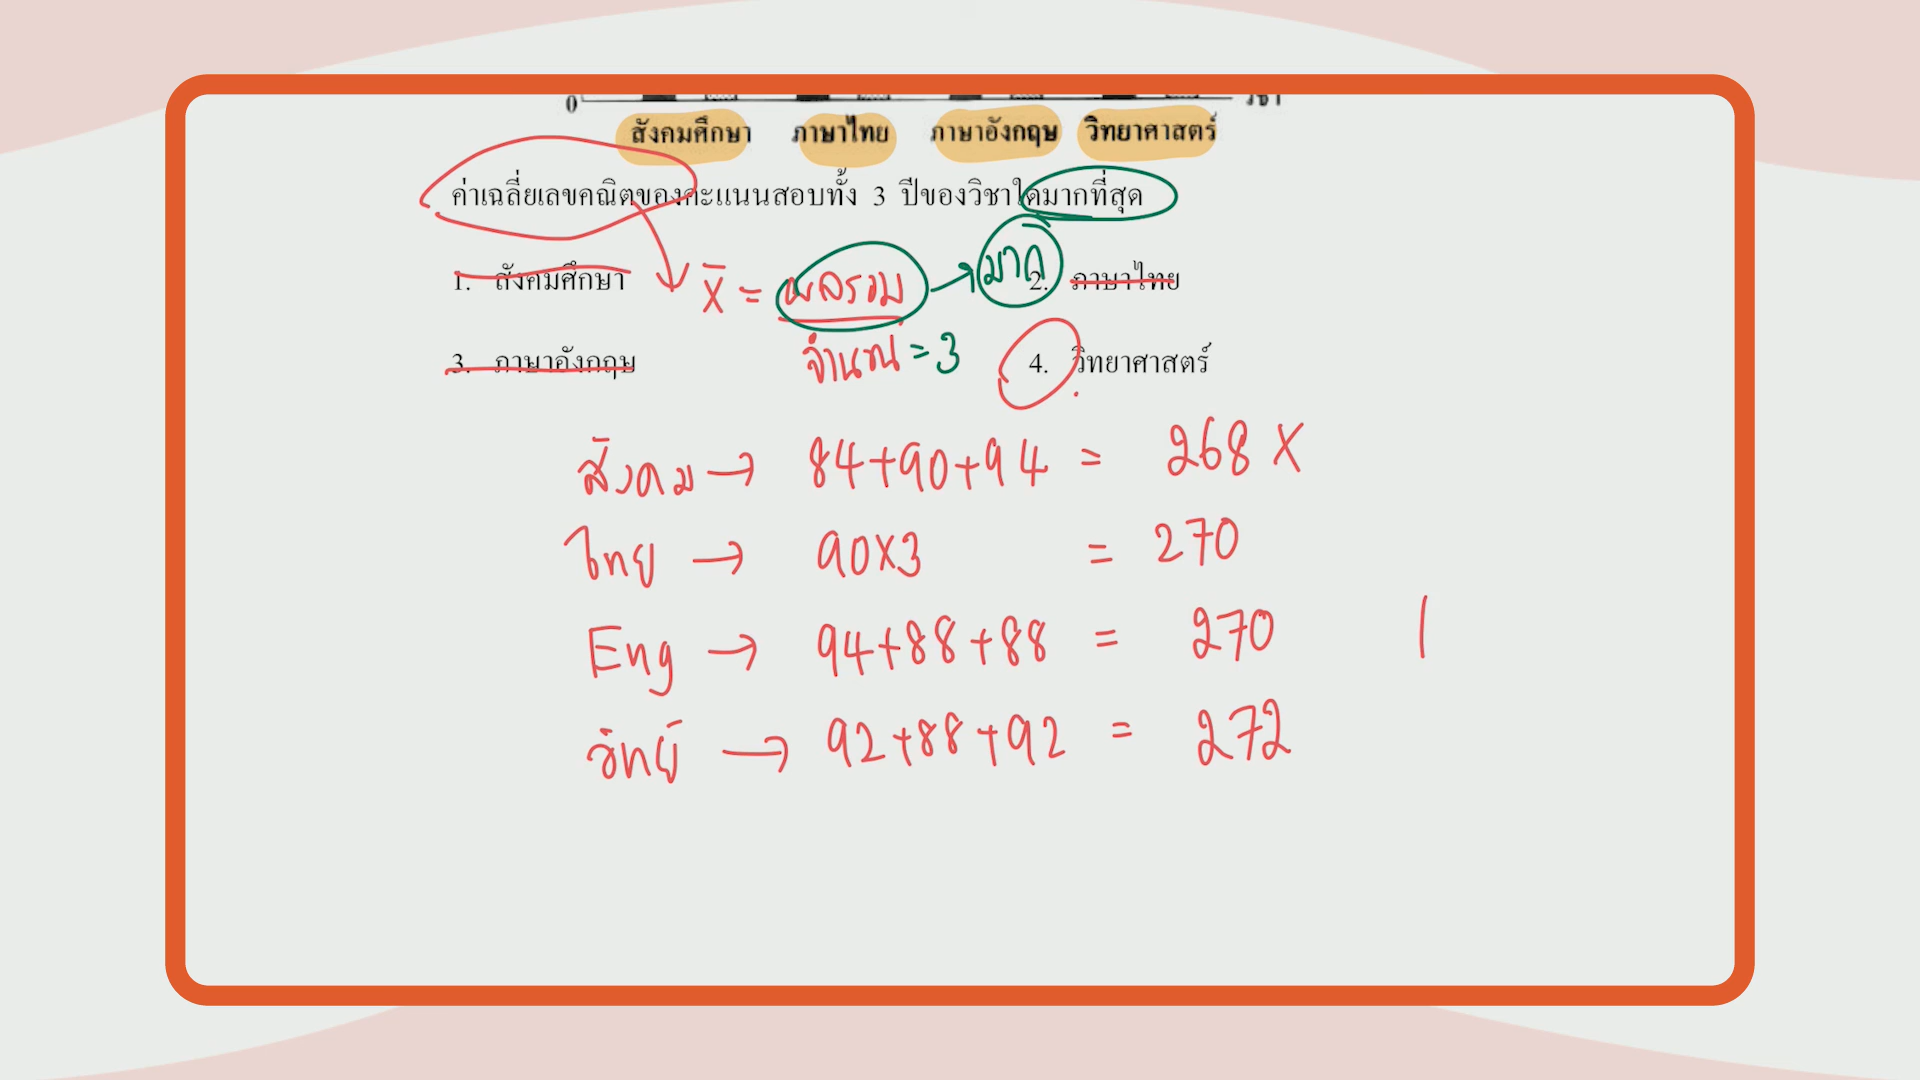 0 วิชา
สังคมศึกษา ภาษาไทย ภาษาอังกฤษ วิทยาศาสตร์
ค่าเฉลี่ยเลขคณิตของคะแนนสอบทั้ง 3 ปีของวิชาใดมากที่สุด
1. สังคมศึกษา x̄ = ผลรวม → มาก 2. ภาษาไทย
3. ภาษาอังกฤษ จำนวน = 3 4. วิทยาศาสตร์
สังคม → 84+90+94 = 268 X
ไทย → 90x3 = 270
Eng → 94+88+88 = 270
วิทย์ → 92+88+92 = 272